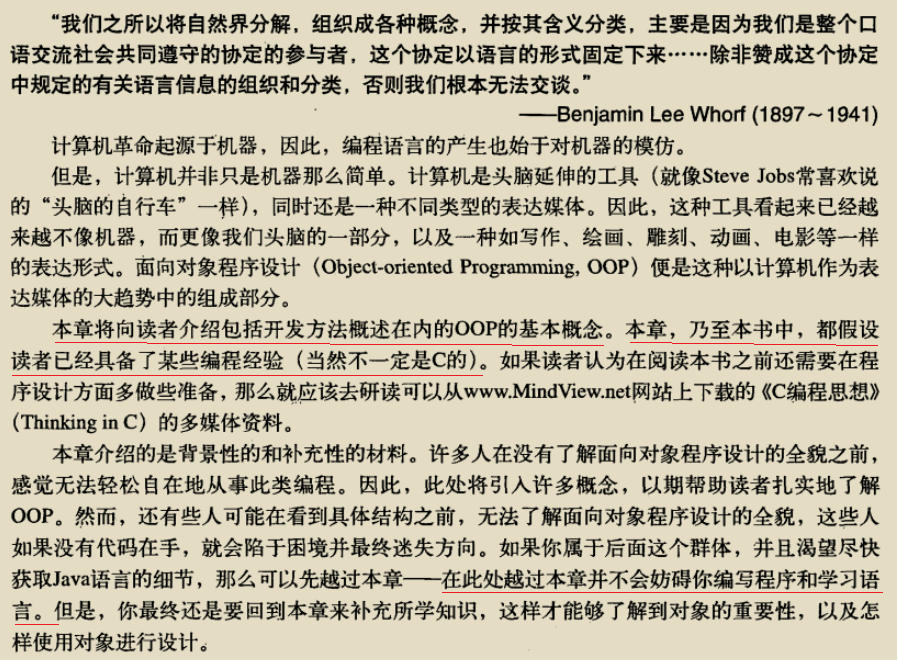 “我们之所以将自然界分解，组织成各种概念，并按其含义分类，主要是因为我们是整个口
语交流社会共同遵守的协定的参与者，这个协定以语言的形式固定下来……除非赞成这个协定
中规定的有关语言信息的组织和分类，否则我们根本无法交谈。”
——Benjamin Lee Whorf (1897～1941)
计算机革命起源于机器，因此，编程语言的产生也始于对机器的模仿。
但是，计算机并非只是机器那么简单。计算机是头脑延伸的工具（就像Steve Jobs常喜欢说
的“头脑的自行车”一样），同时还是一种不同类型的表达媒体。因此，这种工具看起来已经越
来越不像机器，而更像我们头脑的一部分，以及一种如写作、绘画、雕刻、动画、电影等一样
的表达形式。面向对象程序设计（Object-oriented Programming, OOP）便是这种以计算机作为表
达媒体的大趋势中的组成部分。
本章将向读者介绍包括开发方法概述在内的OOP的基本概念。本章，乃至本书中，都假设
读者已经具备了某些编程经验（当然不一定是C的）。如果读者认为在阅读本书之前还需要在程
序设计方面多做些准备，那么就应该去研读可以从www.MindView.net网站上下载的《C编程思想》
（Thinking in C）的多媒体资料。
本章介绍的是背景性的和补充性的材料。许多人在没有了解面向对象程序设计的全貌之前，
感觉无法轻松自在地从事此类编程。因此，此处将引入许多概念，以期帮助读者扎实地了解
OOP。然而，还有些人可能在看到具体结构之前，无法了解面向对象程序设计的全貌，这些人
如果没有代码在手，就会陷于困境并最终迷失方向。如果你属于后面这个群体，并且渴望尽快
获取Java语言的细节，那么可以先越过本章——在此处越过本章并不会妨碍你编写程序和学习语
言。但是，你最终还是要回到本章来补充所学知识，这样才能够了解到对象的重要性，以及怎
样使用对象进行设计。